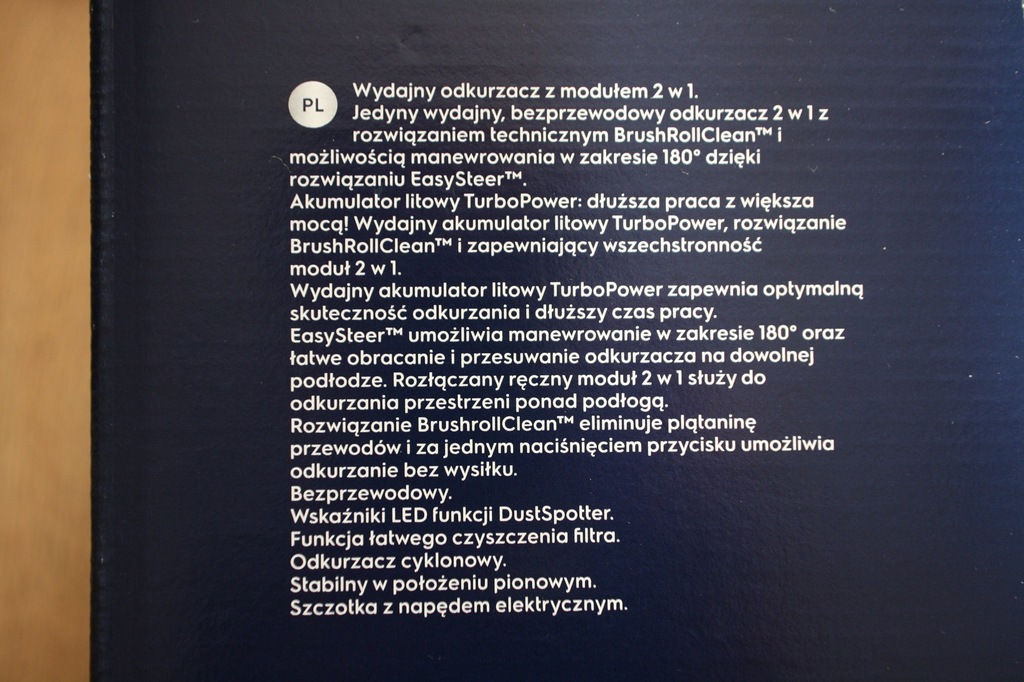 PL
Wydajny odkurzacz z modułem 2 w 1.
Jedyny wydajny, bezprzewodowy odkurzacz 2 w 1 z
rozwiązaniem technicznym BrushRollClean™ i
możliwością manewrowania w zakresie 180° dzięki
rozwiązaniu EasySteer™.
Akumulator litowy TurboPower: dłuższa praca z większa
mocą! Wydajny akumulator litowy TurboPower, rozwiązanie
BrushRollClean™ i zapewniający wszechstronność
moduł 2 w 1.
Wydajny akumulator litowy TurboPower zapewnia optymalną
skuteczność odkurzania i dłuższy czas pracy.
EasySteer™ umożliwia manewrowanie w zakresie 180° oraz
łatwe obracanie i przesuwanie odkurzacza na dowolnej
podłodze. Rozłączany ręczny moduł 2 w 1 służy do
odkurzania przestrzeni ponad podłogą.
Rozwiązanie BrushrollClean™ eliminuje plątaninę
przewodów i za jednym naciśnięciem przycisku umożliwia
odkurzanie bez wysiłku.
Bezprzewodowy.
Wskaźniki LED funkcji DustSpotter.
Funkcja łatwego czyszczenia filtra.
Odkurzacz cyklonowy.
Stabilny w położeniu pionowym.
Szczotka z napędem elektrycznym.